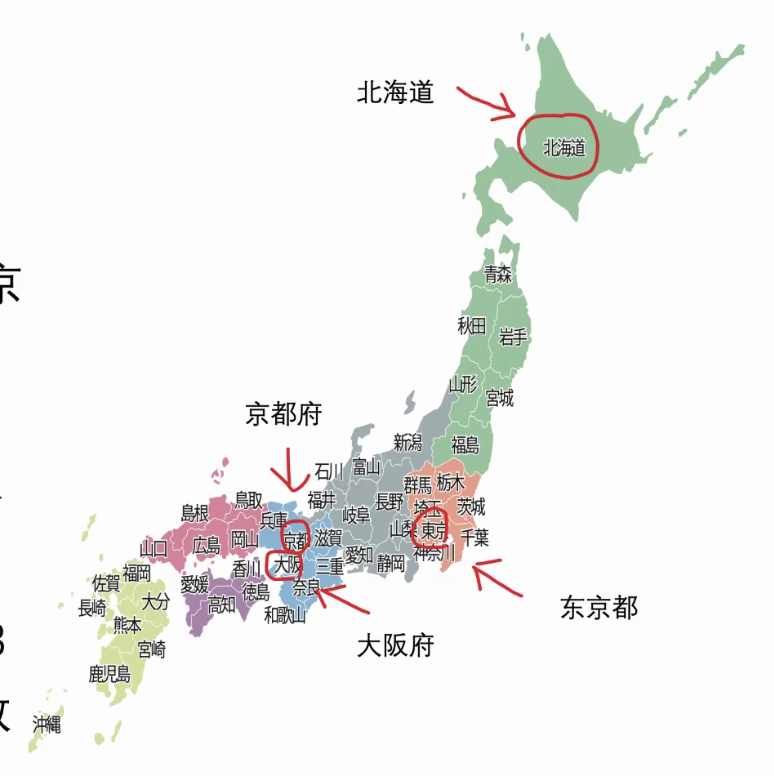 北海道
北海道
京
青森
秋田
岩手
山形
宮城
京都府
新潟
福島
石川
富山
群馬
栃木
鳥取
福井
長野
茨城
島根
兵庫
岐阜
埼玉
山口
広島
岡山
京都
滋賀
山梨
東京
千葉
愛知
静岡
神奈川
香川
大阪
三重
佐賀
福岡
愛媛
徳島
奈良
长崎
大分
高知
和歌山
东京都
熊本
宮崎
大阪府
鹿児島
沖縄